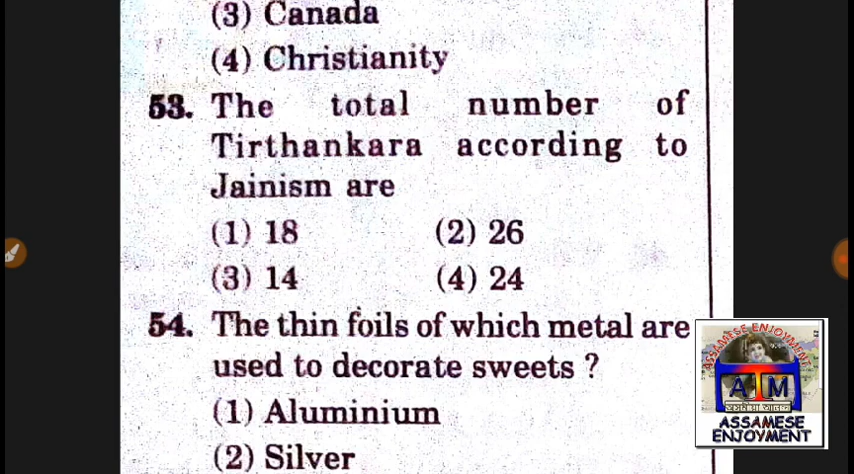 (3) Canada
(4) Christianity
53. The total number of
Tirthankara according to
Jainism are
(1) 18 (2) 26
(3) 14 (4) 24
54. The thin foils of which metal are
used to decorate sweets ?
(1) Aluminium
(2) Silver
ASSAMESE ENJOYMENT
ATM
ASSAMESE
ENJOYMENT